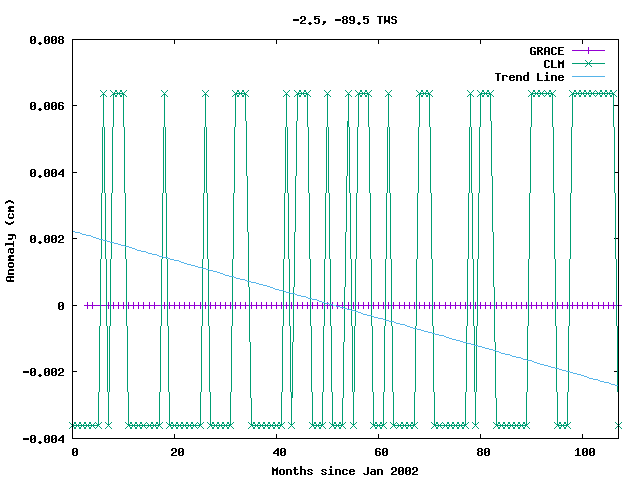 -2.5, -89.5 TWS
GRACE
CLM
Trend Line
0.008
0.006
0.004
0.002
0
-0.002
-0.004
Anomaly (cm)
0 20 40 60 80 100
Months since Jan 2002